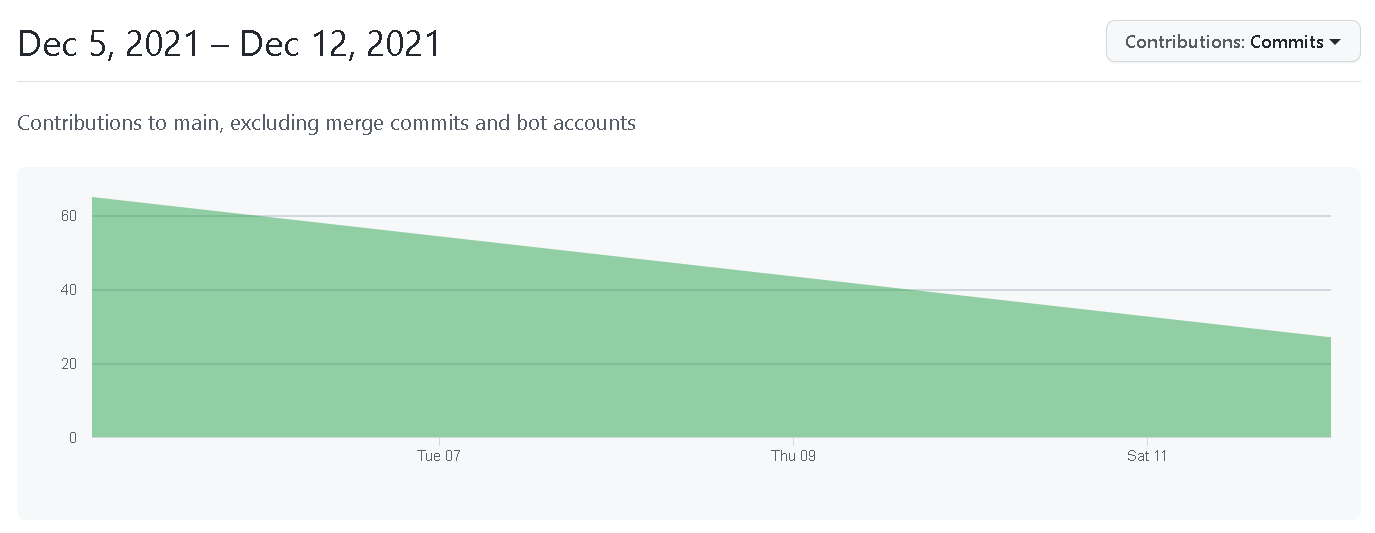 Dec 5, 2021 – Dec 12, 2021
Contributions: Commits
Contributions to main, excluding merge commits and bot accounts
60
40
20
0
Tue 07
Thu 09
Sat 11